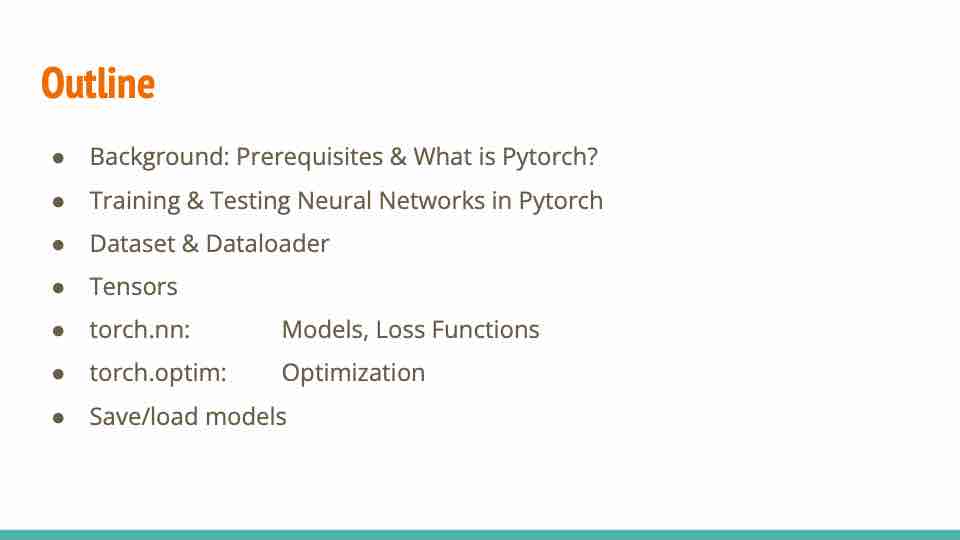 Outline
● Background: Prerequisites & What is Pytorch?
● Training & Testing Neural Networks in Pytorch
● Dataset & Dataloader
● Tensors
● torch.nn: Models, Loss Functions
● torch.optim: Optimization
● Save/load models